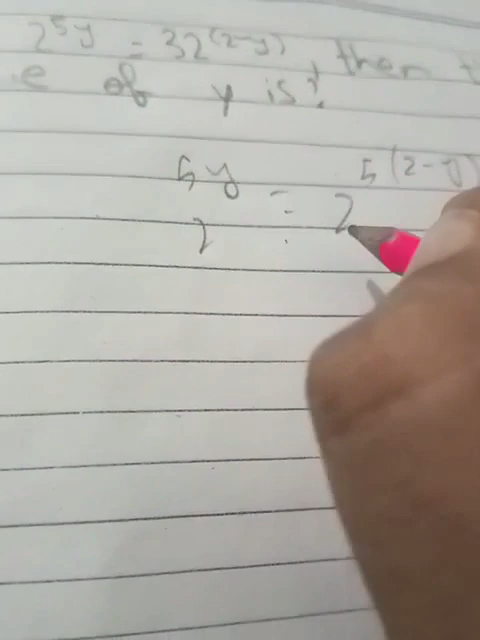 2^5y = 32^(2-y), then
of y is?
2^5y = 2^5(2-y)